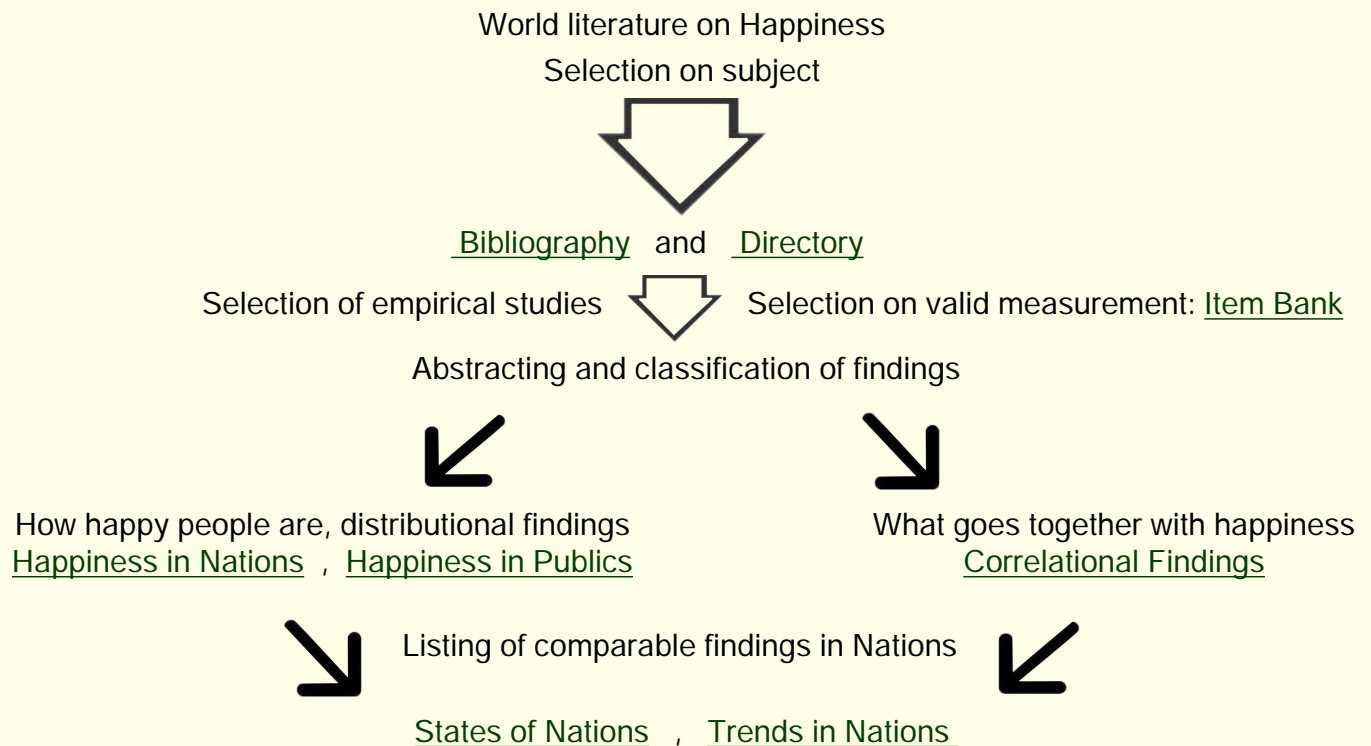 World literature on Happiness
Selection on subject
Bibliography and Directory
Selection of empirical studies
Selection on valid measurement: Item Bank
Abstracting and classification of findings
How happy people are, distributional findings
Happiness in Nations , Happiness in Publics
What goes together with happiness
Correlational Findings
Listing of comparable findings in Nations
States of Nations , Trends in Nations